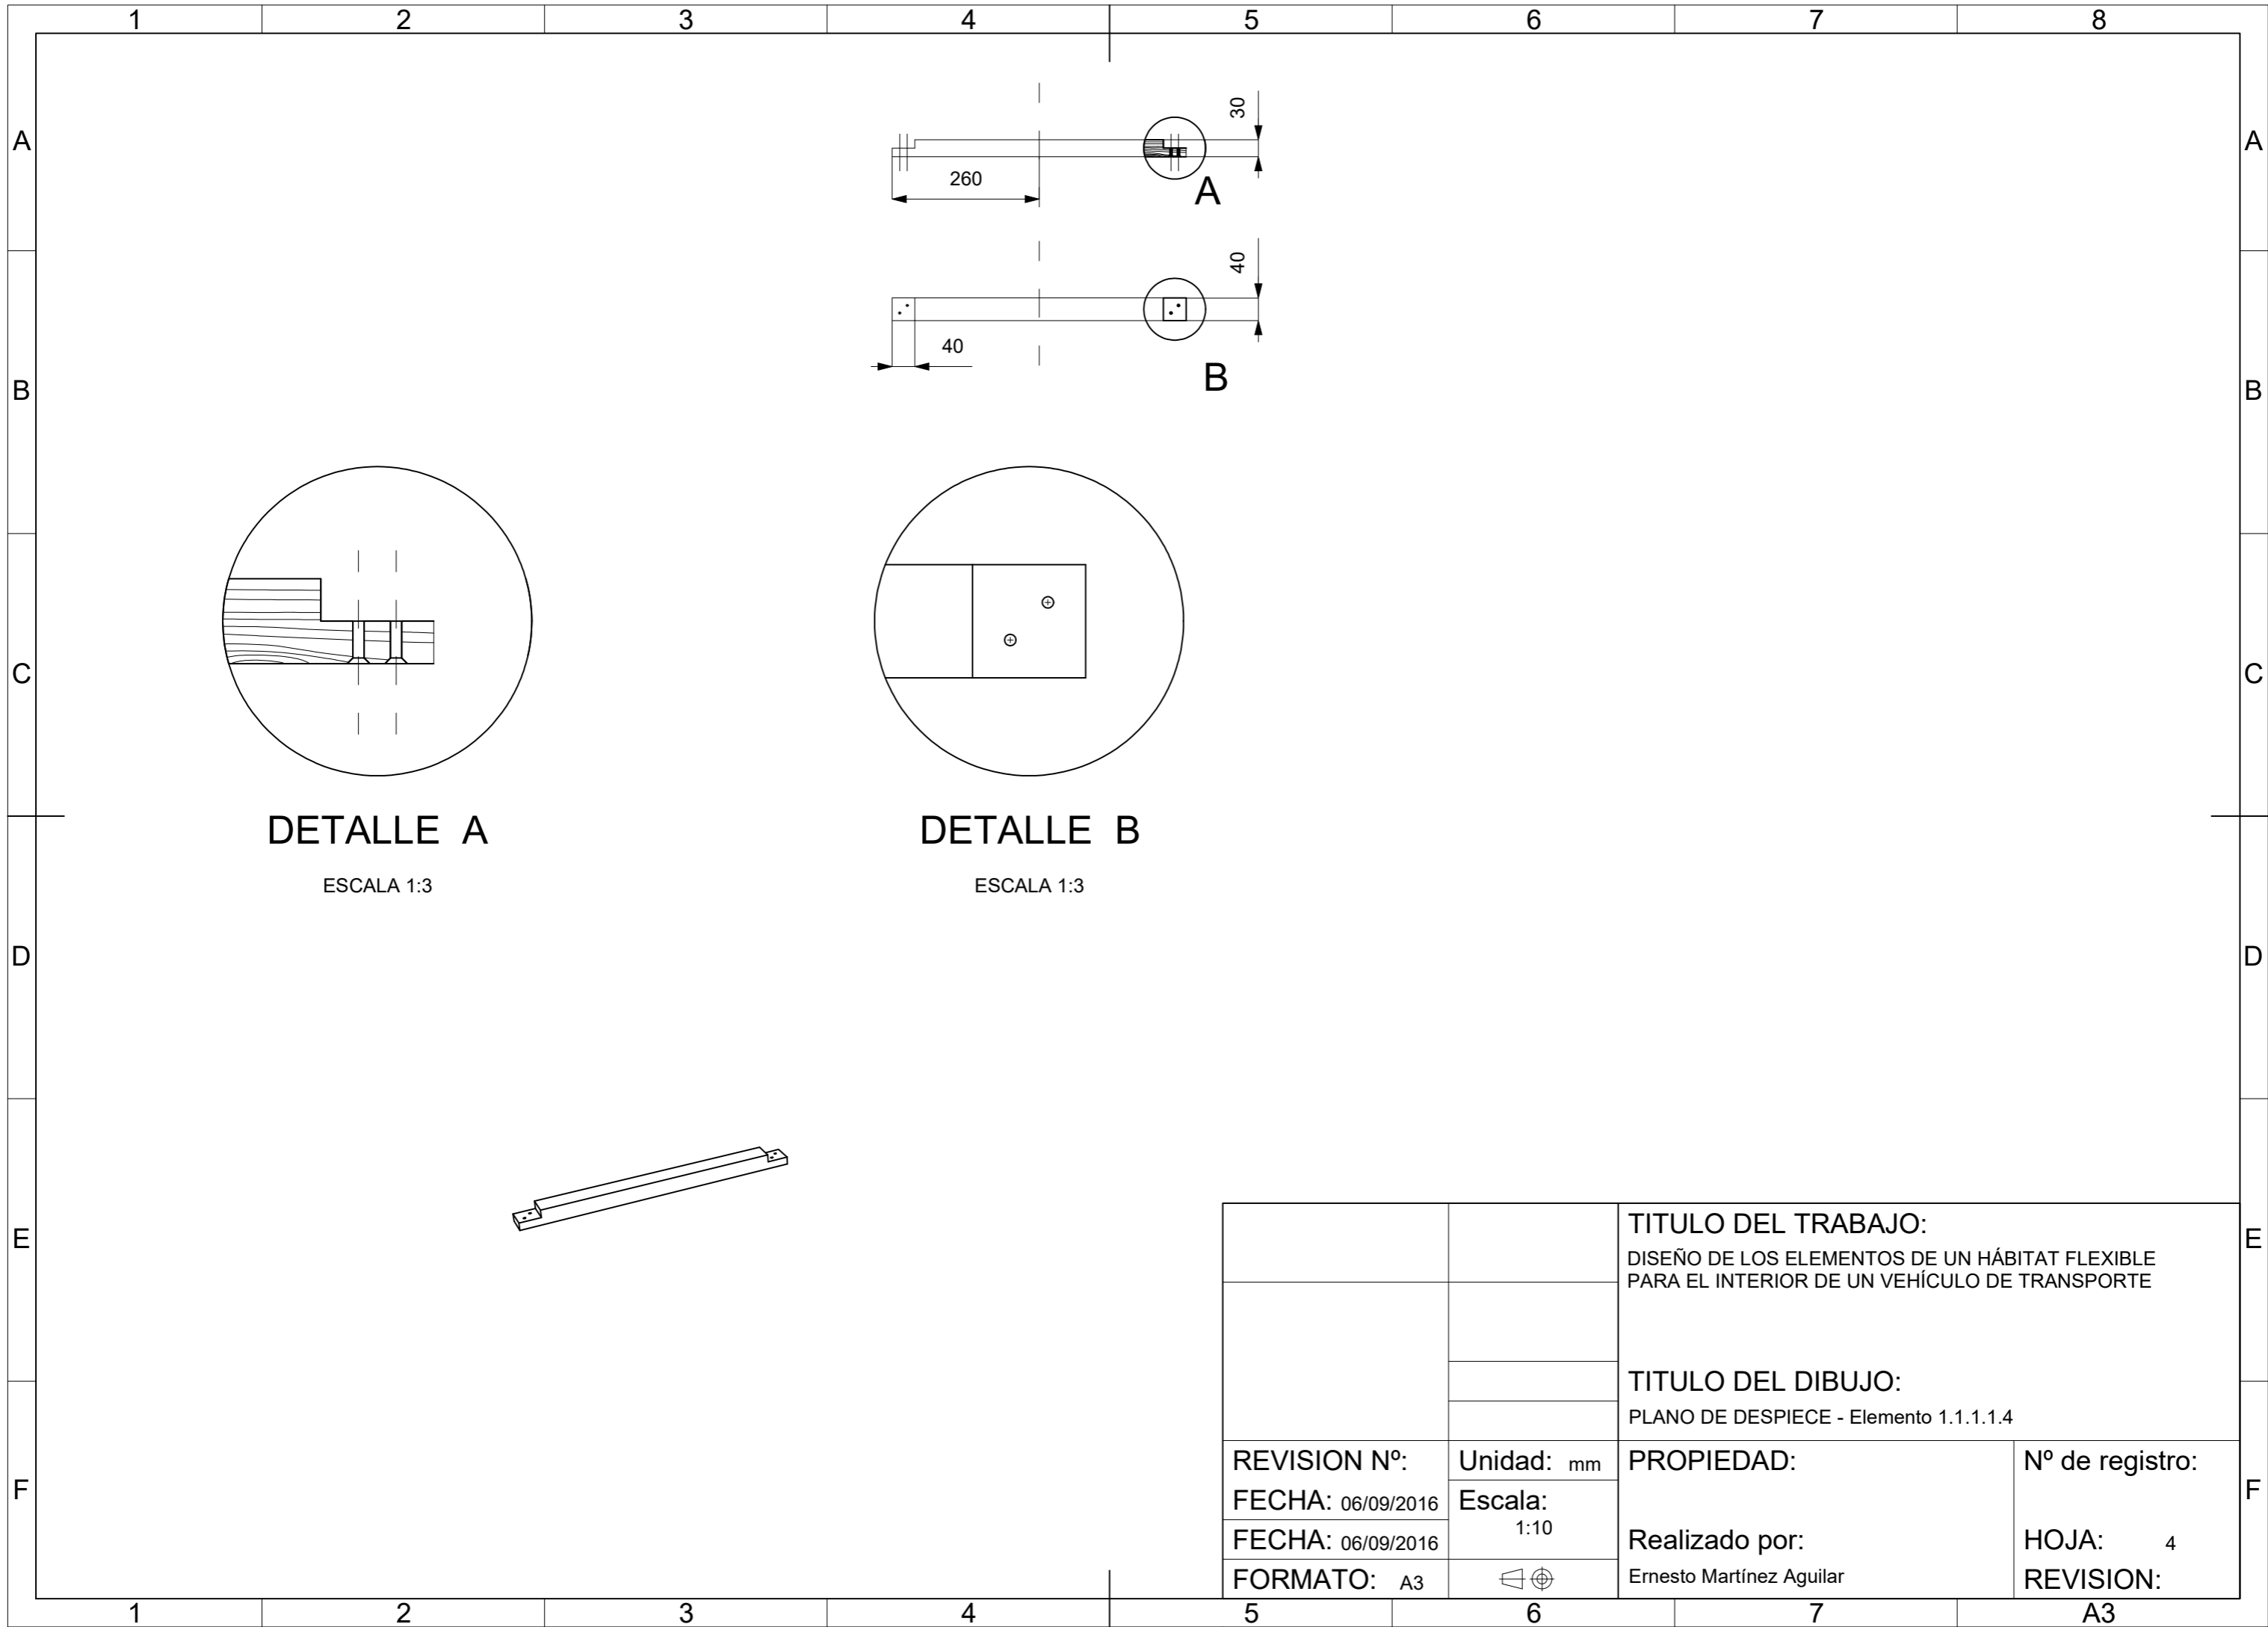 1 2 3 4 5 6 7 8
A A
30
260
A
40
40
B
B B
C C
DETALLE A
ESCALA 1:3
DETALLE B
ESCALA 1:3
D D
E E
TITULO DEL TRABAJO:
DISEÑO DE LOS ELEMENTOS DE UN HÁBITAT FLEXIBLE
PARA EL INTERIOR DE UN VEHÍCULO DE TRANSPORTE
TITULO DEL DIBUJO:
PLANO DE DESPIECE - Elemento 1.1.1.1.4
REVISION Nº:
Unidad: mm
PROPIEDAD:
Nº de registro:
F F
FECHA: 06/09/2016
Escala:
1:10
FECHA: 06/09/2016
Realizado por:
HOJA: 4
FORMATO: A3
Ernesto Martínez Aguilar
REVISION:
1 2 3 4 5 6 7 A3